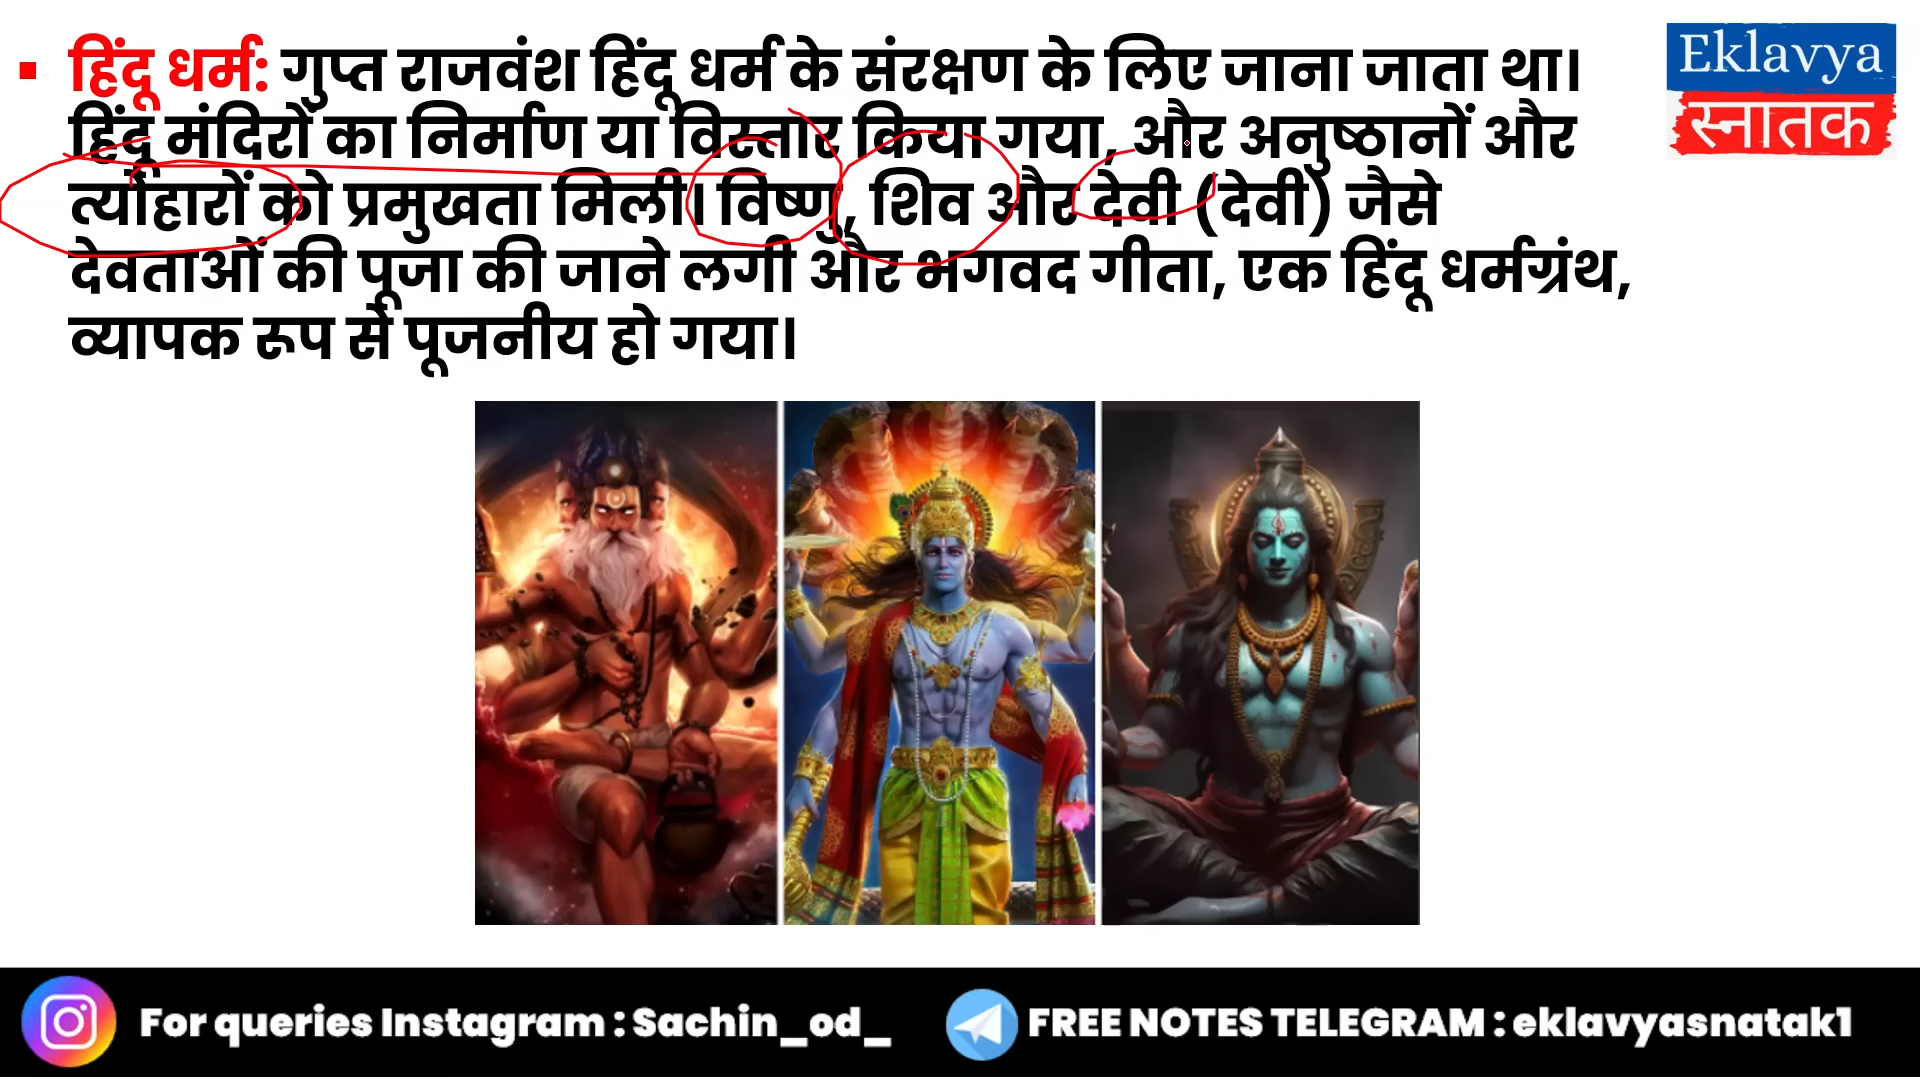 ▪ हिंदू धर्म: गुप्त राजवंश हिंदू धर्म के संरक्षण के लिए जाना जाता था।
हिंदू मंदिरों का निर्माण या विस्तार किया गया, और अनुष्ठानों और
त्योहारों को प्रमुखता मिली। विष्णु, शिव और देवी (देवी) जैसे
देवताओं की पूजा की जाने लगी और भगवद गीता, एक हिंदू धर्मग्रंथ,
व्यापक रूप से पूजनीय हो गया।
Eklavya
स्नातक
For queries Instagram : Sachin_od_
FREE NOTES TELEGRAM : eklavyasnatak1